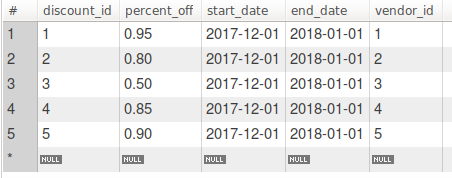 # discount_id percent_off start_date end_date vendor_id
1 1 0.95 2017-12-01 2018-01-01 1
2 2 0.80 2017-12-01 2018-01-01 2
3 3 0.50 2017-12-01 2018-01-01 3
4 4 0.85 2017-12-01 2018-01-01 4
5 5 0.90 2017-12-01 2018-01-01 5
* NULL NULL NULL NULL NULL